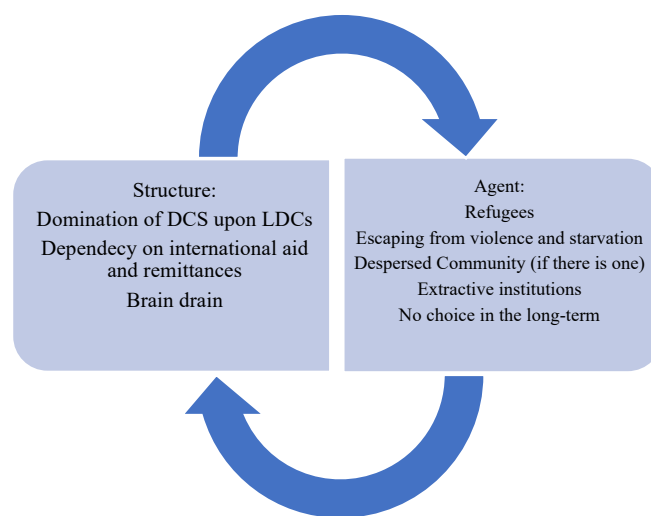 Structure:
Domination of DCS upon LDCs
Dependecy on international aid
and remittances
Brain drain
Agent:
Refugees
Escaping from violence and starvation
Despersed Community (if there is one)
Extractive institutions
No choice in the long-term